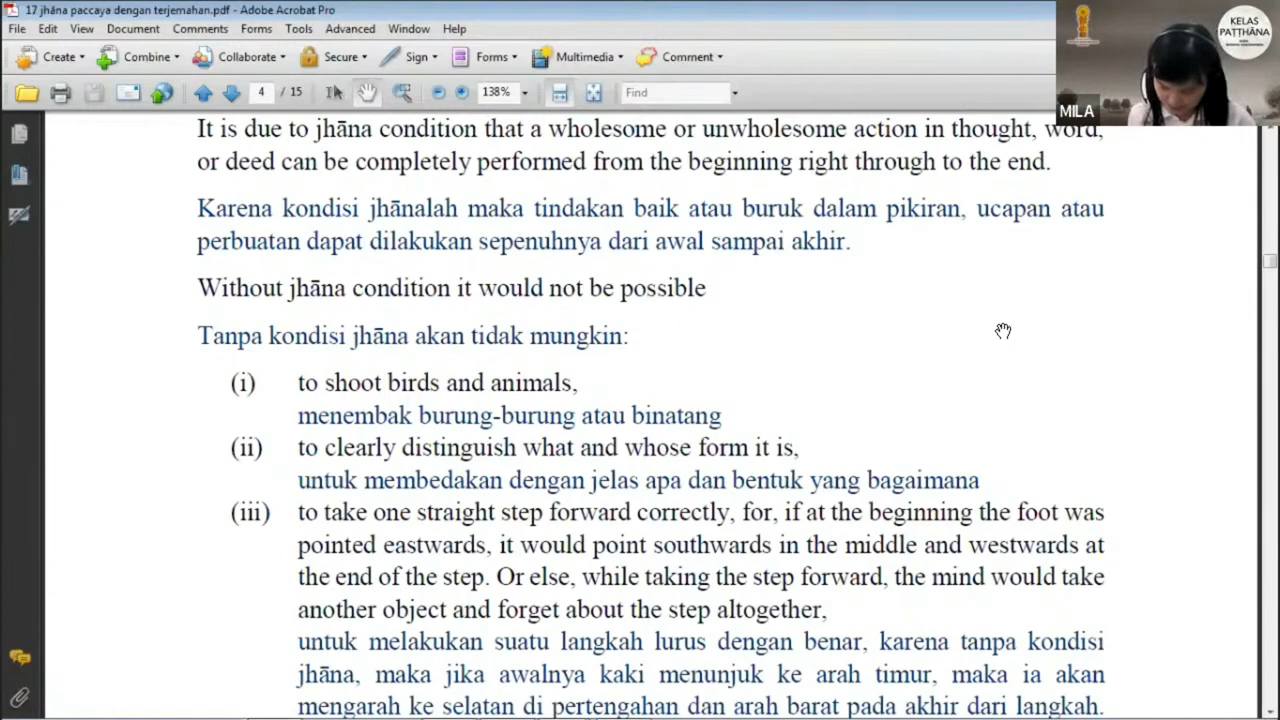 17 jhāna paccaya dengan terjemahan.pdf - Adobe Acrobat Pro
File Edit View Document Comments Forms Tools Advanced Window Help
Create Combine Collaborate Secure Sign Forms Multimedia Comment
4 / 15 138% Find
KELAS
PATTHĀNA
MILA
It is due to jhāna condition that a wholesome or unwholesome action in thought, word,
or deed can be completely performed from the beginning right through to the end.
Karena kondisi jhānalah maka tindakan baik atau buruk dalam pikiran, ucapan atau
perbuatan dapat dilakukan sepenuhnya dari awal sampai akhir.
Without jhāna condition it would not be possible
Tanpa kondisi jhāna akan tidak mungkin:
(i) to shoot birds and animals,
menembak burung-burung atau binatang
(ii) to clearly distinguish what and whose form it is,
untuk membedakan dengan jelas apa dan bentuk yang bagaimana
(iii) to take one straight step forward correctly, for, if at the beginning the foot was
pointed eastwards, it would point southwards in the middle and westwards at
the end of the step. Or else, while taking the step forward, the mind would take
another object and forget about the step altogether,
untuk melakukan suatu langkah lurus dengan benar, karena tanpa kondisi
jhāna, maka jika awalnya kaki menunjuk ke arah timur, maka ia akan
mengarah ke selatan di pertengahan dan arah barat pada akhir dari langkah.